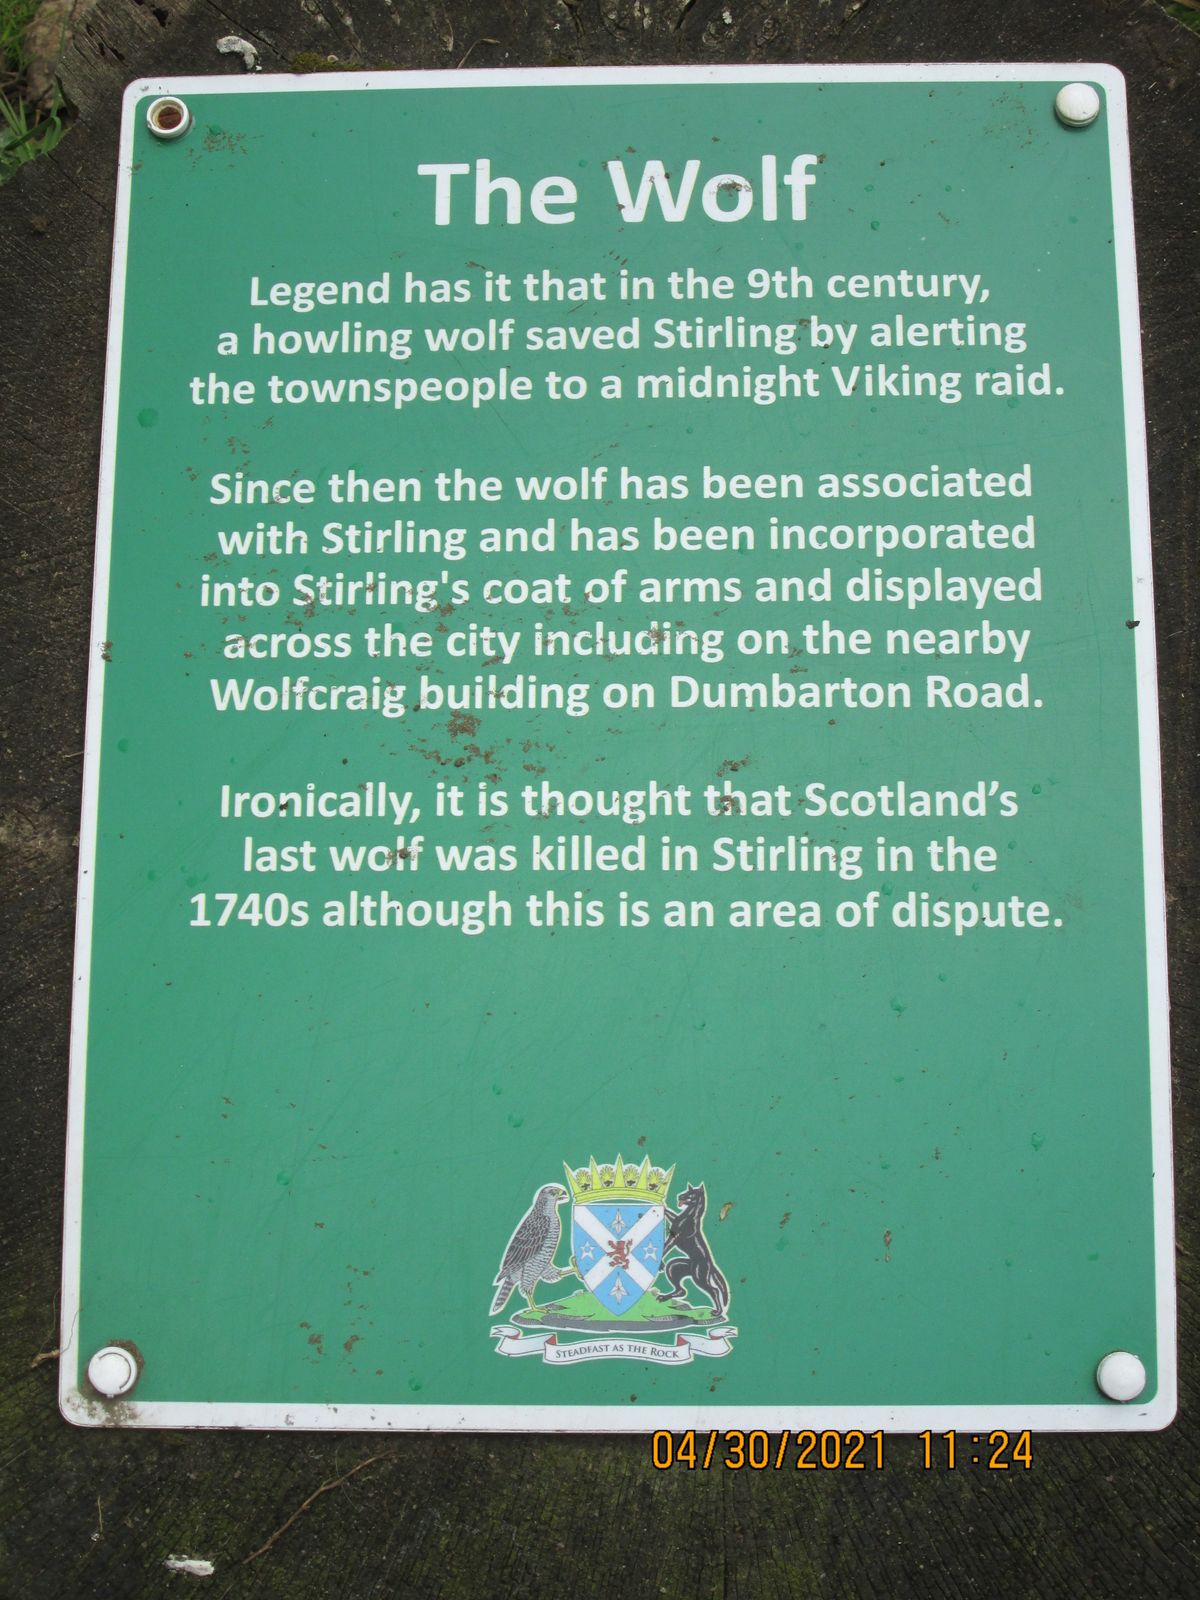 The Wolf
Legend has it that in the 9th century,
a howling wolf saved Stirling by alerting
the townspeople to a midnight Viking raid.
Since then the wolf has been associated
with Stirling and has been incorporated
into Stirling's coat of arms and displayed
across the city including on the nearby
Wolfcraig building on Dumbarton Road.
Ironically, it is thought that Scotland’s
last wolf was killed in Stirling in the
1740s although this is an area of dispute.
STEADFAST AS THE ROCK
04/30/2021 11:24